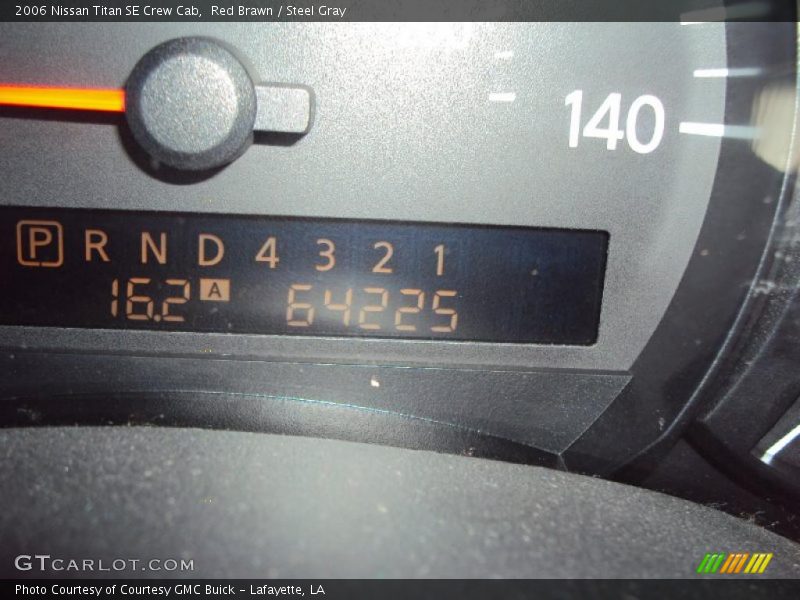 2006 Nissan Titan SE Crew Cab,  Red Brawn / Steel Gray
140
P R N D 4 3 2 1
16.2 A 64225
GTCARLOT.COM
Photo Courtesy of Courtesy GMC Buick - Lafayette, LA